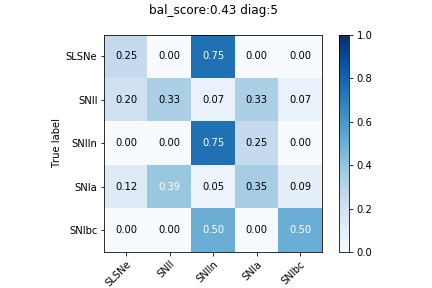 bal_score:0.43 diag:5
1.0
SLSNe 0.25 0.00 0.75 0.00 0.00
0.8
SNII 0.20 0.33 0.07 0.33 0.07
0.6
True label
SNIIn 0.00 0.00 0.75 0.25 0.00
0.4
SNIa 0.12 0.39 0.05 0.35 0.09
0.2
SNIbc 0.00 0.00 0.50 0.00 0.50
0.0
SLSNe SNII SNIIn SNIa SNIbc